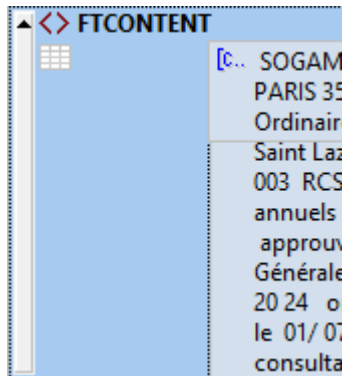 <> FTCONTENT
[c.. SOGAM
PARIS 35
Ordinair
Saint Laz
003 RCS
annuels
approuv
Générale
20 24 o
le 01/ 07
consulta